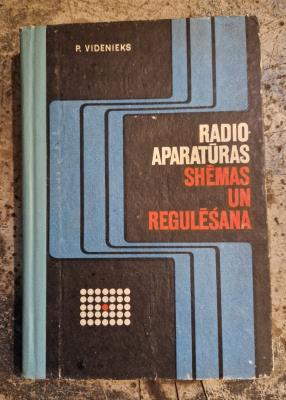 P. VIDENIEKS
RADIO
APARATŪRAS
SHĒMAS
UN
REGULĒŠANA